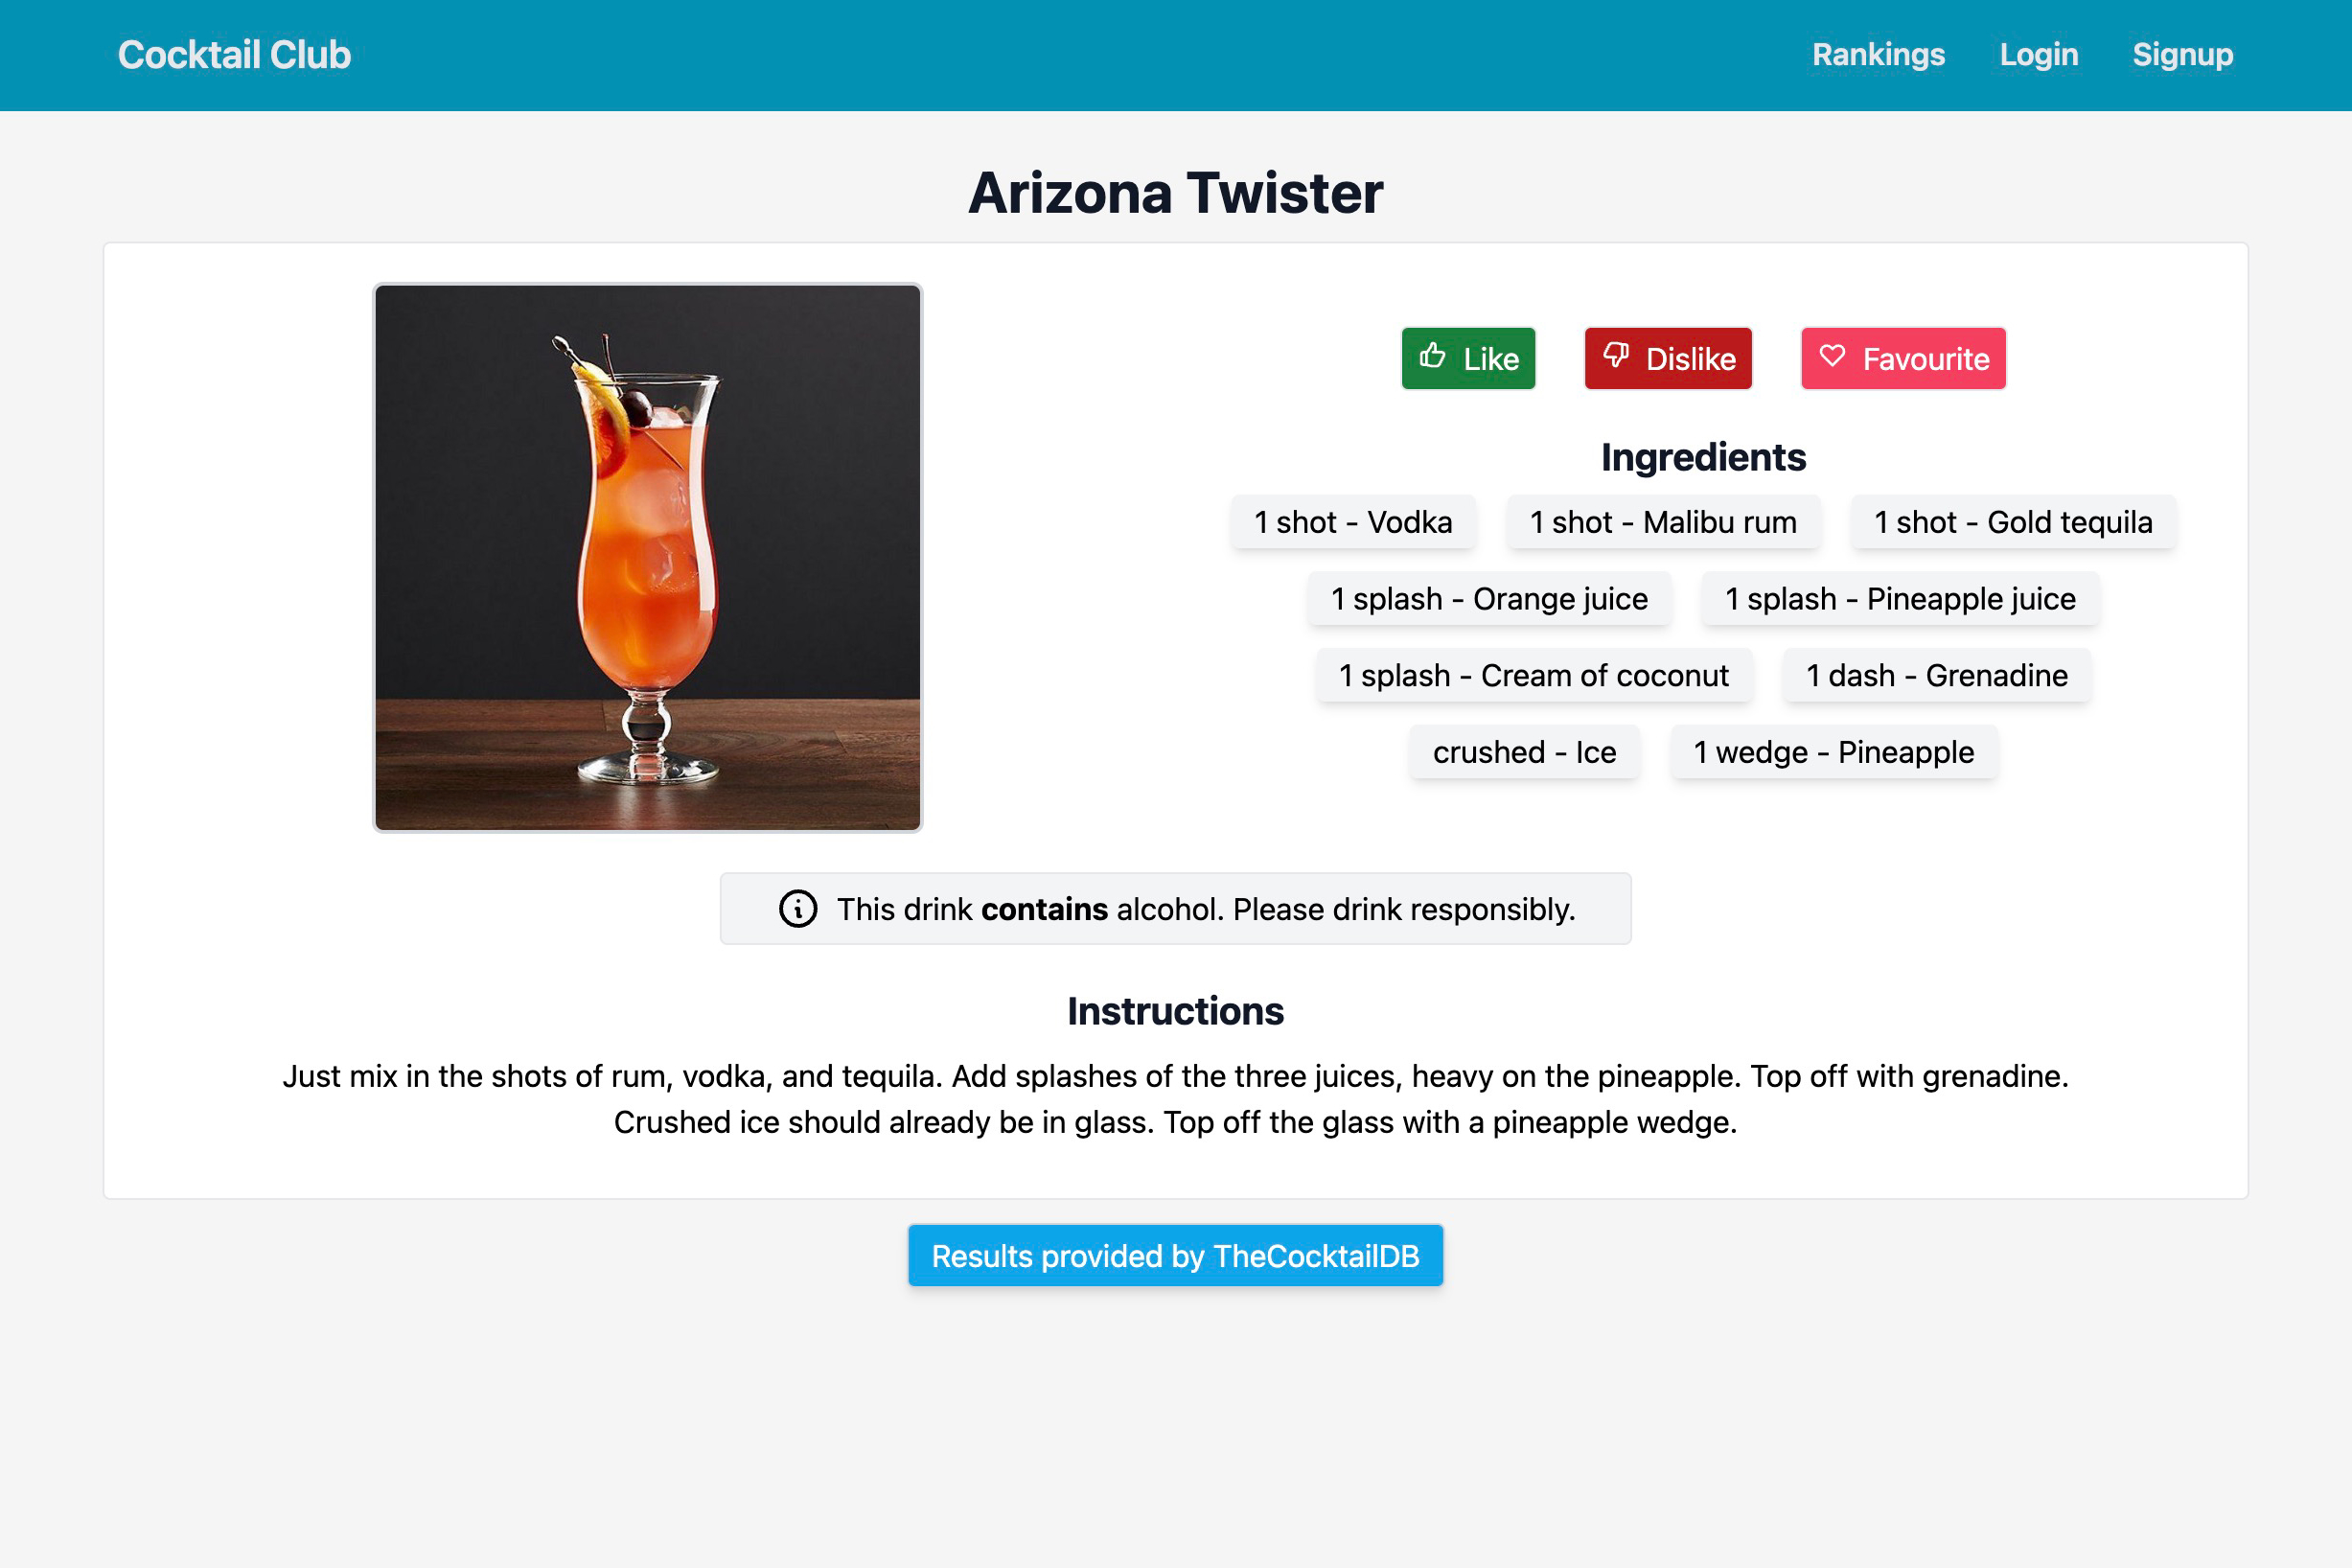 Cocktail Club
Rankings Login Signup
Arizona Twister
Like Dislike Favourite
Ingredients
1 shot - Vodka 1 shot - Malibu rum 1 shot - Gold tequila
1 splash - Orange juice 1 splash - Pineapple juice
1 splash - Cream of coconut 1 dash - Grenadine
crushed - Ice 1 wedge - Pineapple
This drink contains alcohol. Please drink responsibly.
Instructions
Just mix in the shots of rum, vodka, and tequila. Add splashes of the three juices, heavy on the pineapple. Top off with grenadine.
Crushed ice should already be in glass. Top off the glass with a pineapple wedge.
Results provided by TheCocktailDB